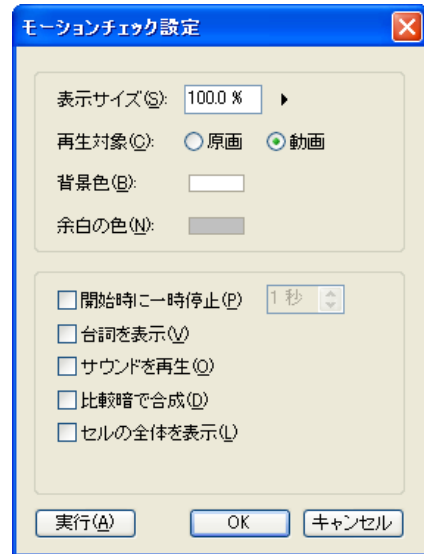 モーションチェック設定
表示サイズ(S): 100.0 %
再生対象(C): 原画 動画
背景色(B):
余白の色(N):
開始時に一時停止(P) 1 秒
台詞を表示(V)
サウンドを再生(O)
比較暗で合成(D)
セルの全体を表示(L)
実行(A) OK キャンセル